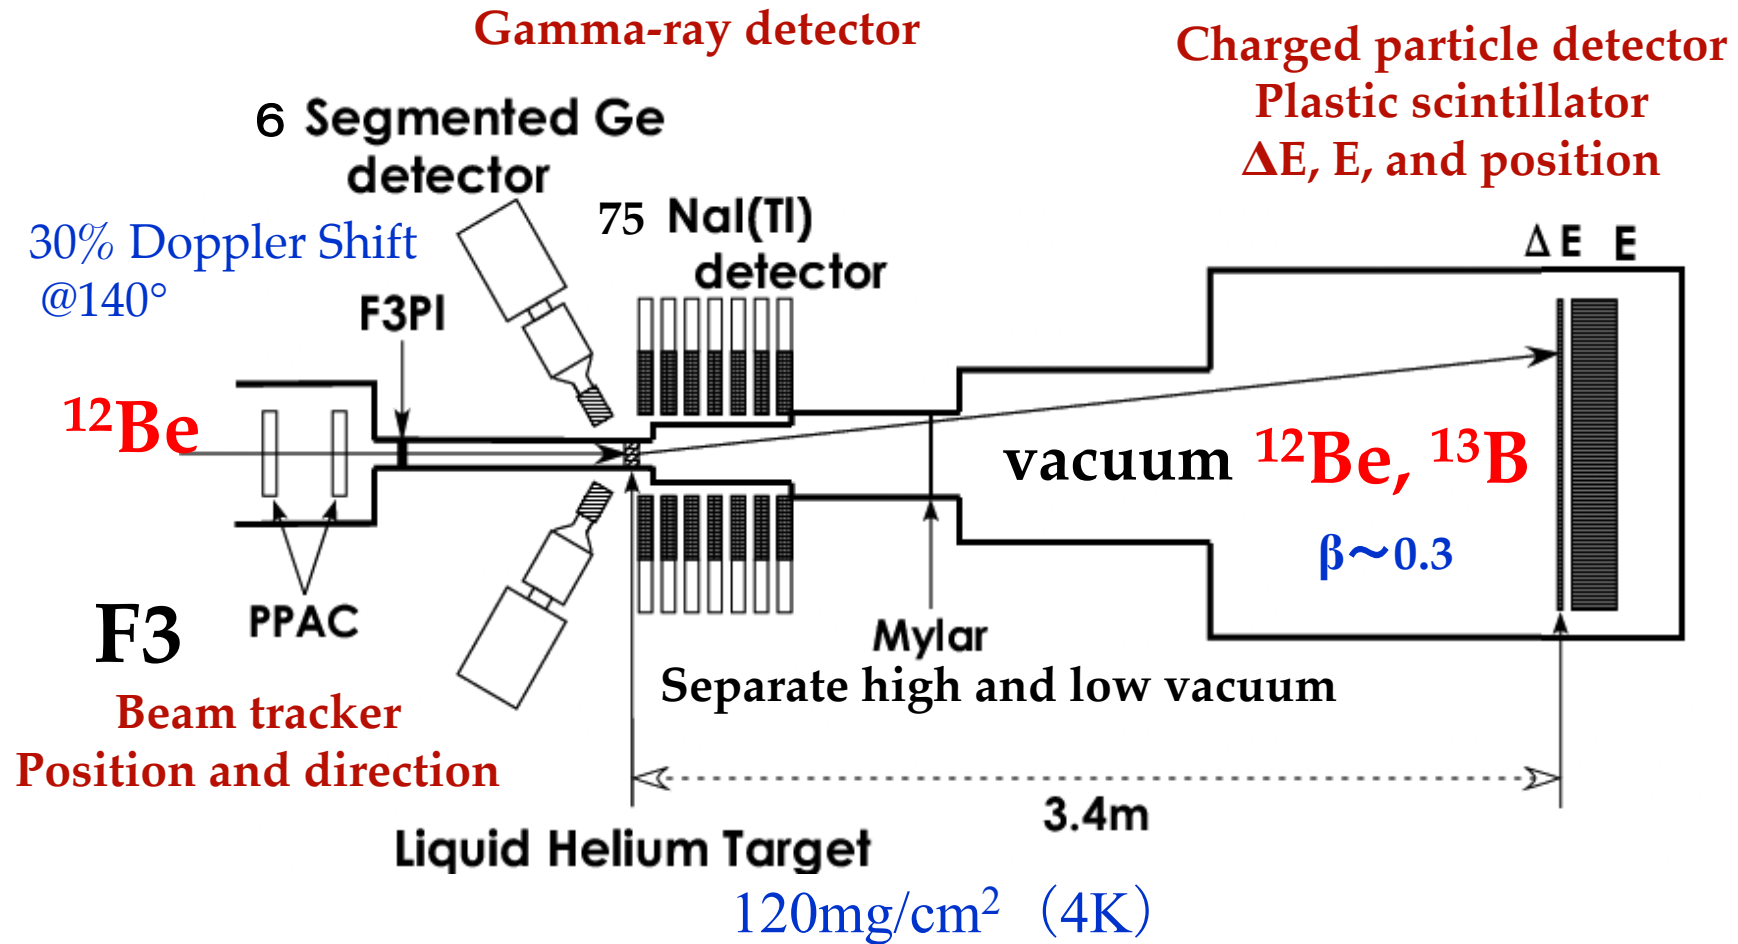 Gamma-ray detector
Charged particle detector
Plastic scintillator
ΔE, E, and position
6 Segmented Ge
detector
75 NaI(Tl)
detector
30% Doppler Shift
@140°
F3Pl
Δ E E
¹²Be
vacuum ¹²Be, ¹³B
β～0.3
F3
PPAC
Mylar
Separate high and low vacuum
Beam tracker
Position and direction
3.4m
Liquid Helium Target
120mg/cm² （4K）